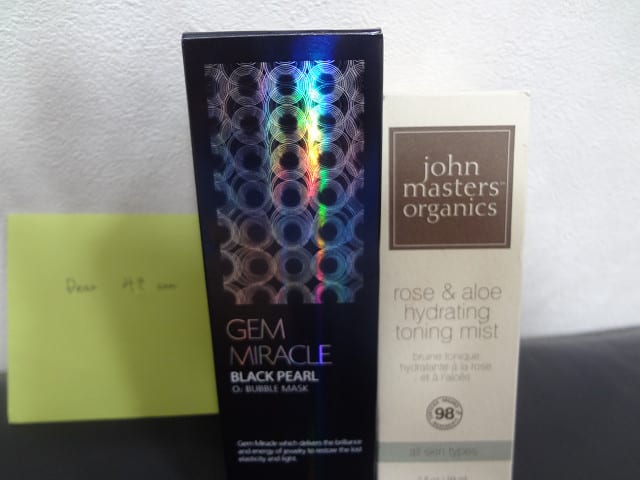 Dear
GEM
MIRACLE
BLACK PEARL
O₂ BUBBLE MASK
Gem Miracle which delivers the brilliance
and energy of jewelry to restore the lost
elasticity and light.
john
masters™
organics
rose & aloe
hydrating
toning mist
brume tonique
hydratante à la rose
et à l'aloès
98
all skin types